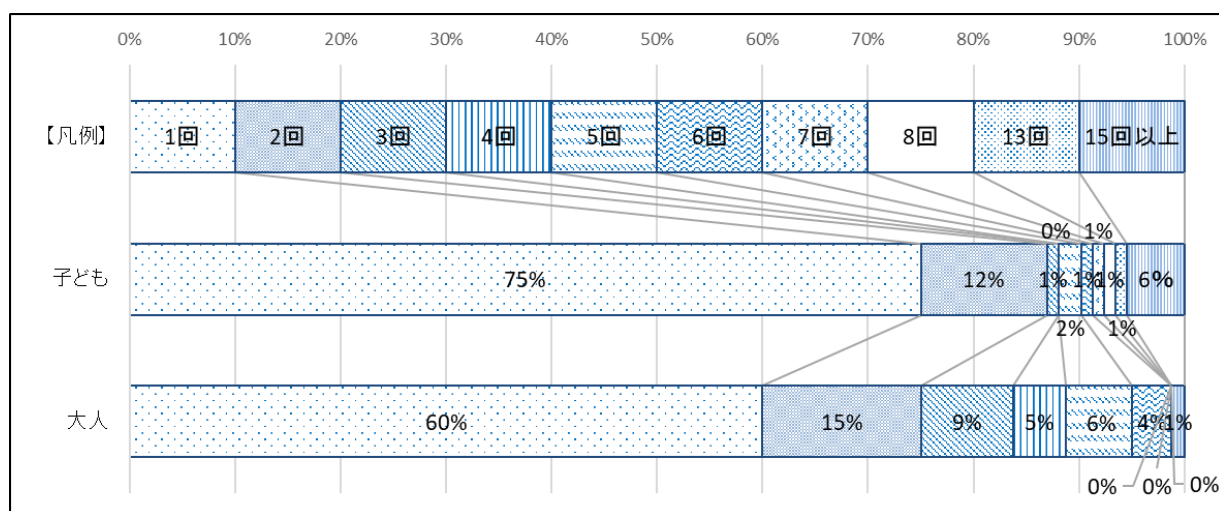 0% 10% 20% 30% 40% 50% 60% 70% 80% 90% 100%
【凡例】 1回 2回 3回 4回 5回 6回 7回 8回 13回 15回以上
0% 1%
子ども 75% 12% 1% 1% 1% 6%
2% 1%
大人 60% 15% 9% 5% 6% 4% 1%
0% 0% 0%